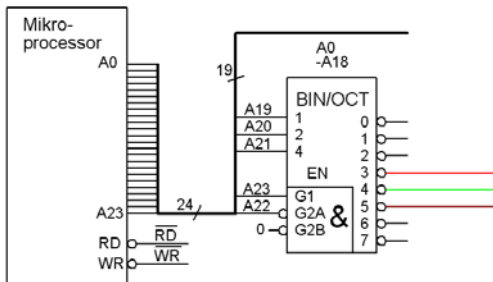 Mikro-
processor
A0
A23
RD
WR
RD
WR
24
19
A0
-A18
A19
A20
A21
A23
A22
0
BIN/OCT
1
2
4
EN
G1
G2A
G2B
&
0
1
2
3
4
5
6
7